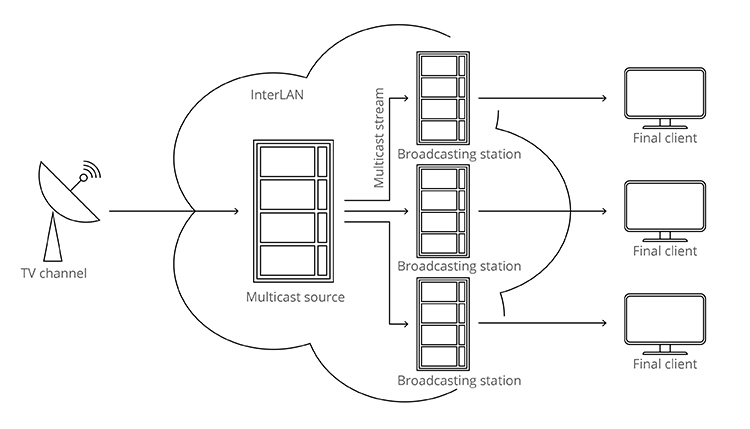 InterLAN
Multicast stream
Final client
Broadcasting station
TV channel
Multicast source
Broadcasting station
Final client
Broadcasting station
Final client